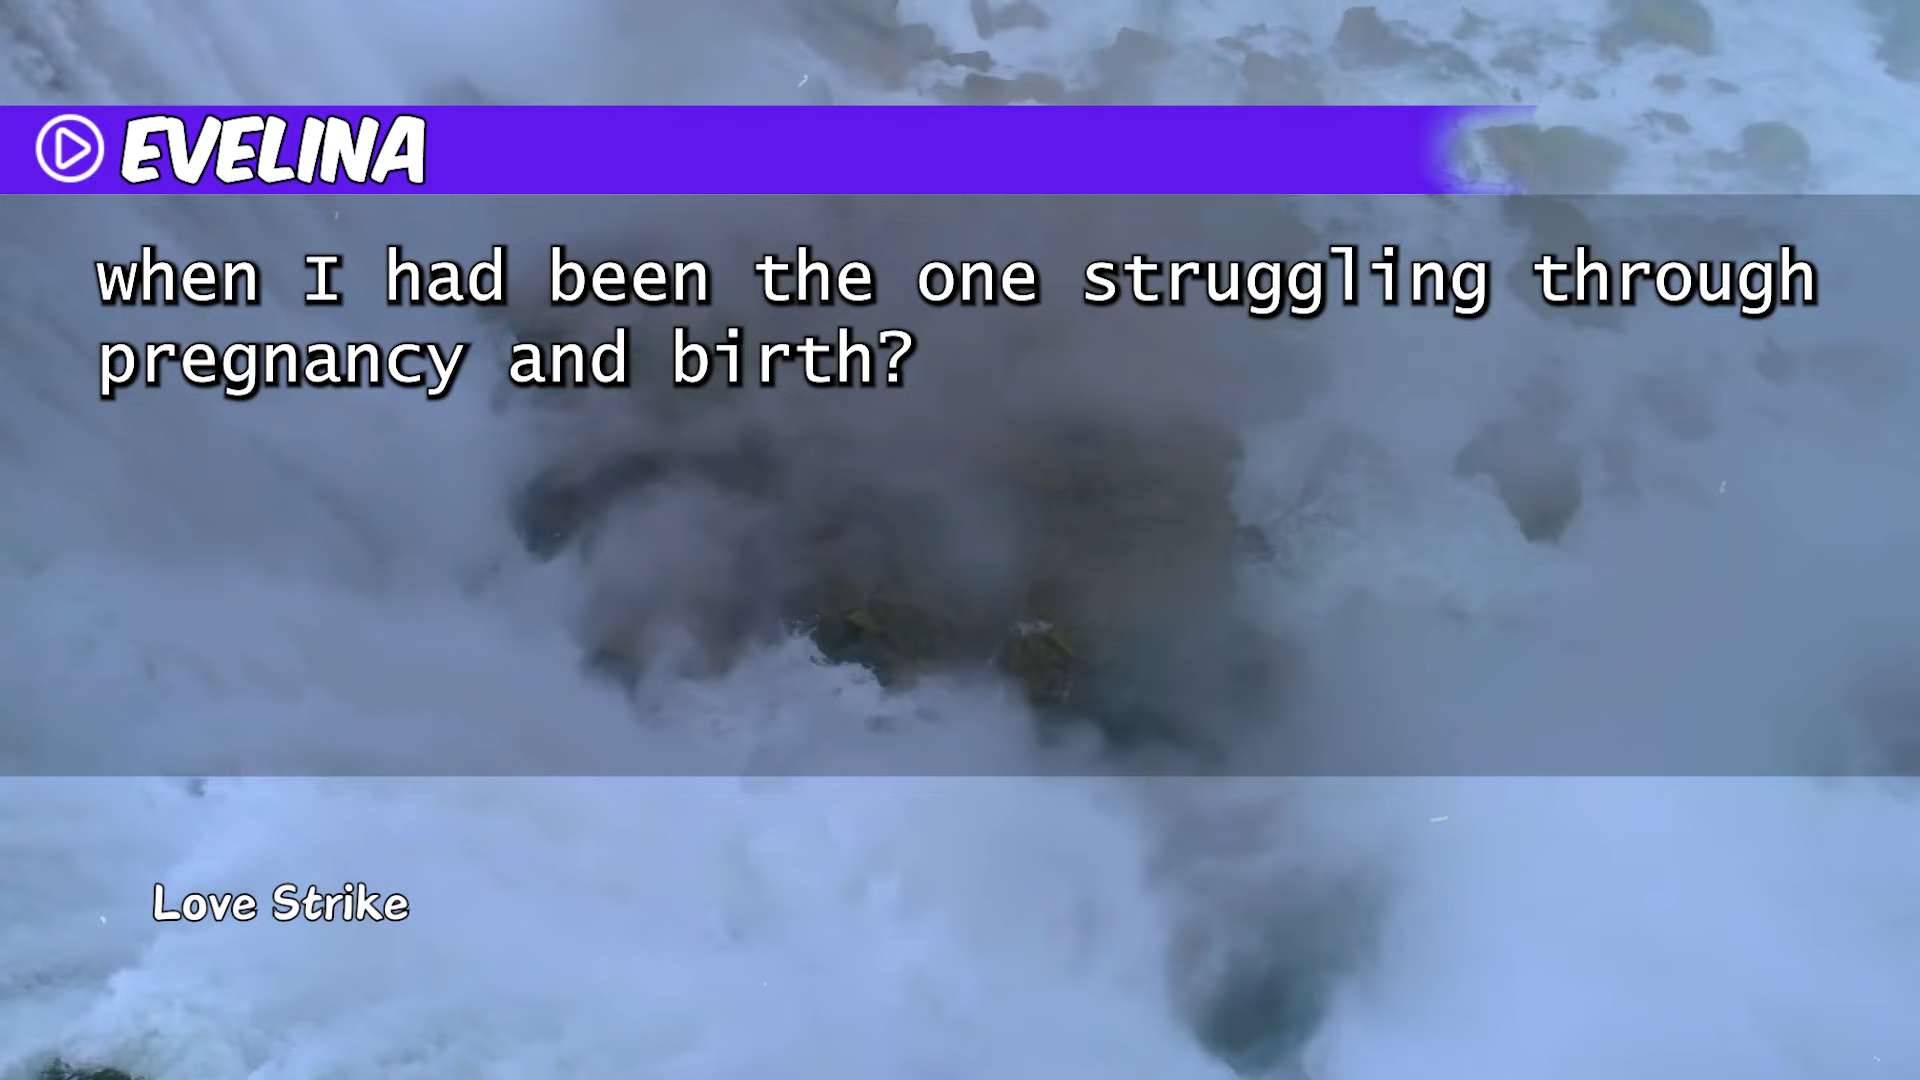 EVELINA
when I had been the one struggling through
pregnancy and birth?
Love Strike